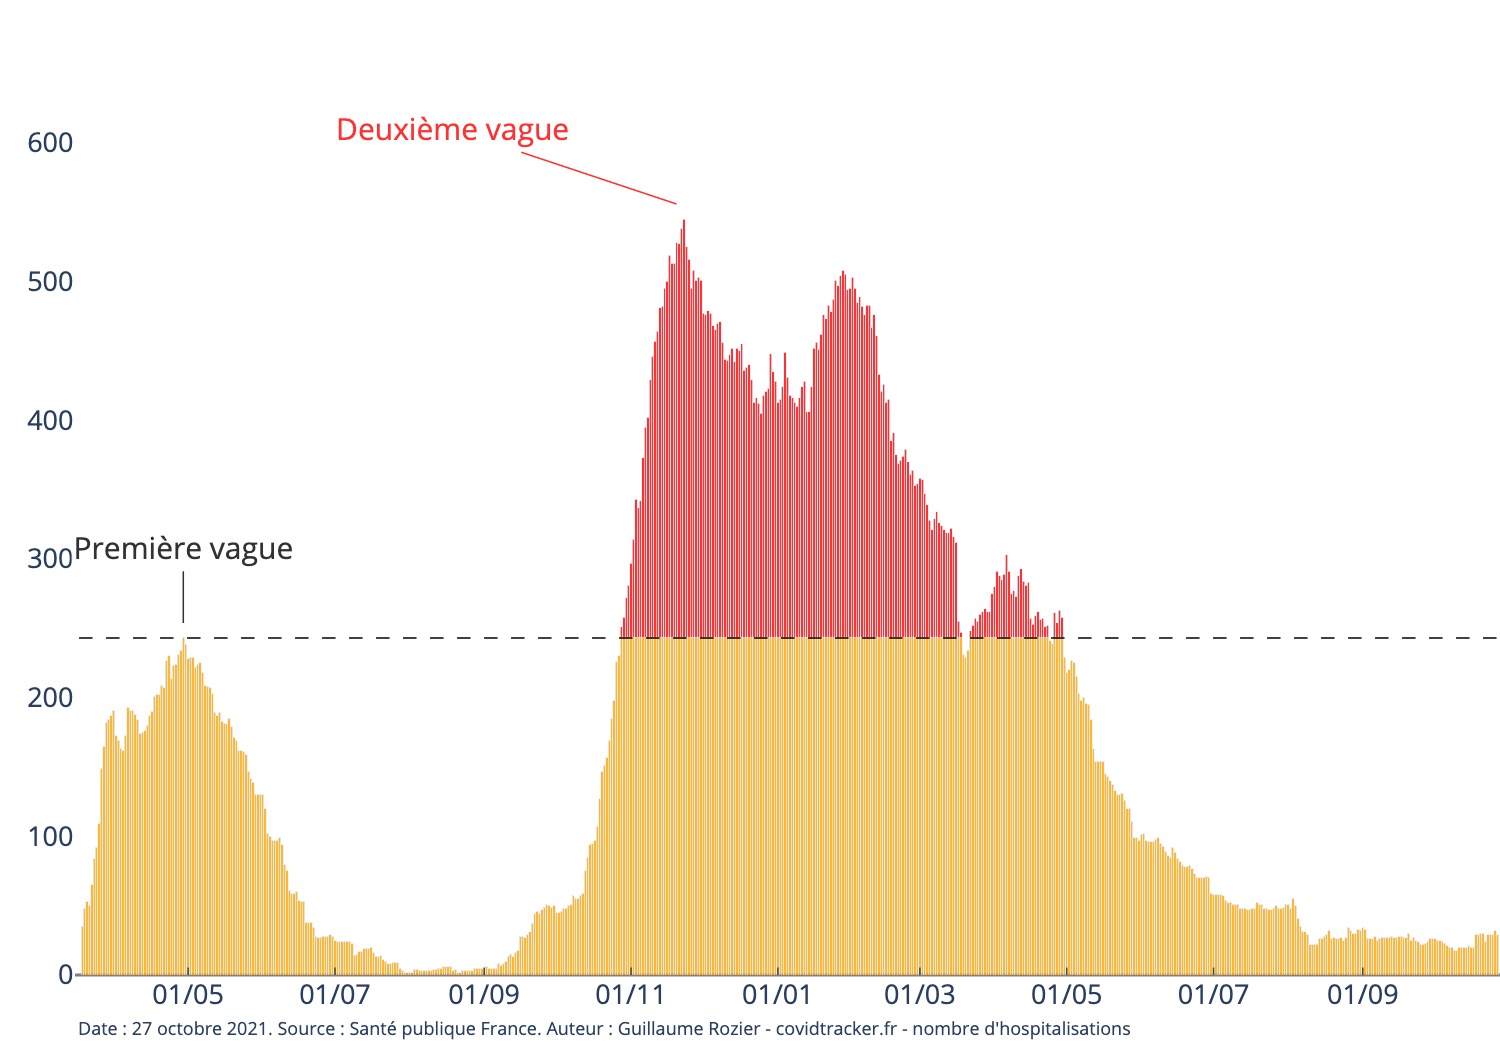 Deuxième vague
600
500
400
Première vague
300
200
100
0
01/05 01/07 01/09 01/11 01/01 01/03 01/05 01/07 01/09
Date : 27 octobre 2021. Source : Santé publique France. Auteur : Guillaume Rozier - covidtracker.fr - nombre d'hospitalisations